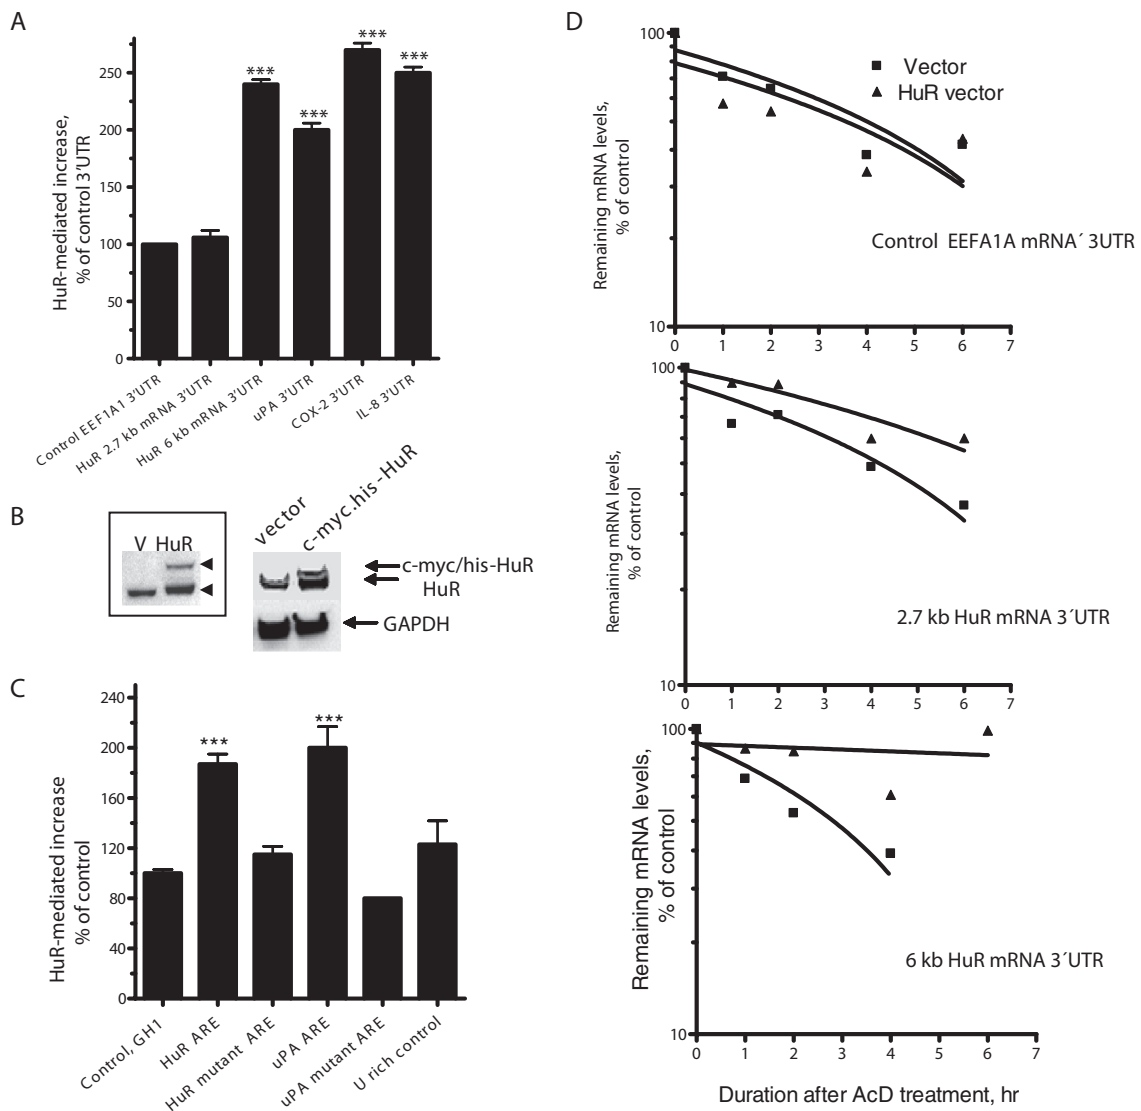 A
HuR-mediated increase,
% of control 3'UTR
250
200
150
100
50
0
***
***
***
***
Control EEF1A1 3'UTR
HuR 2.7 kb mRNA 3'UTR
HuR 6 kb mRNA 3'UTR
uPA 3'UTR
COX-2 3'UTR
IL-8 3'UTR
B
V HuR
vector
c-myc.his-HuR
c-myc/his-HuR
HuR
GAPDH
C
HuR-mediated increase
% of control
240
200
160
120
80
40
0
***
***
Control, GH1
HuR ARE
HuR mutant ARE
uPA ARE
uPA mutant ARE
U rich control
D
Remaining mRNA levels,
% of control
100
10
0 1 2 3 4 5 6 7
Vector
HuR vector
Control EEFA1A mRNA´ 3UTR
Remaining mRNA levels,
% of control
100
20
10
0 1 2 3 4 5 6 7
2.7 kb HuR mRNA 3´UTR
Remaining mRNA levels,
% of control
100
10
0 1 2 3 4 5 6 7
6 kb HuR mRNA 3´UTR
Duration after AcD treatment, hr